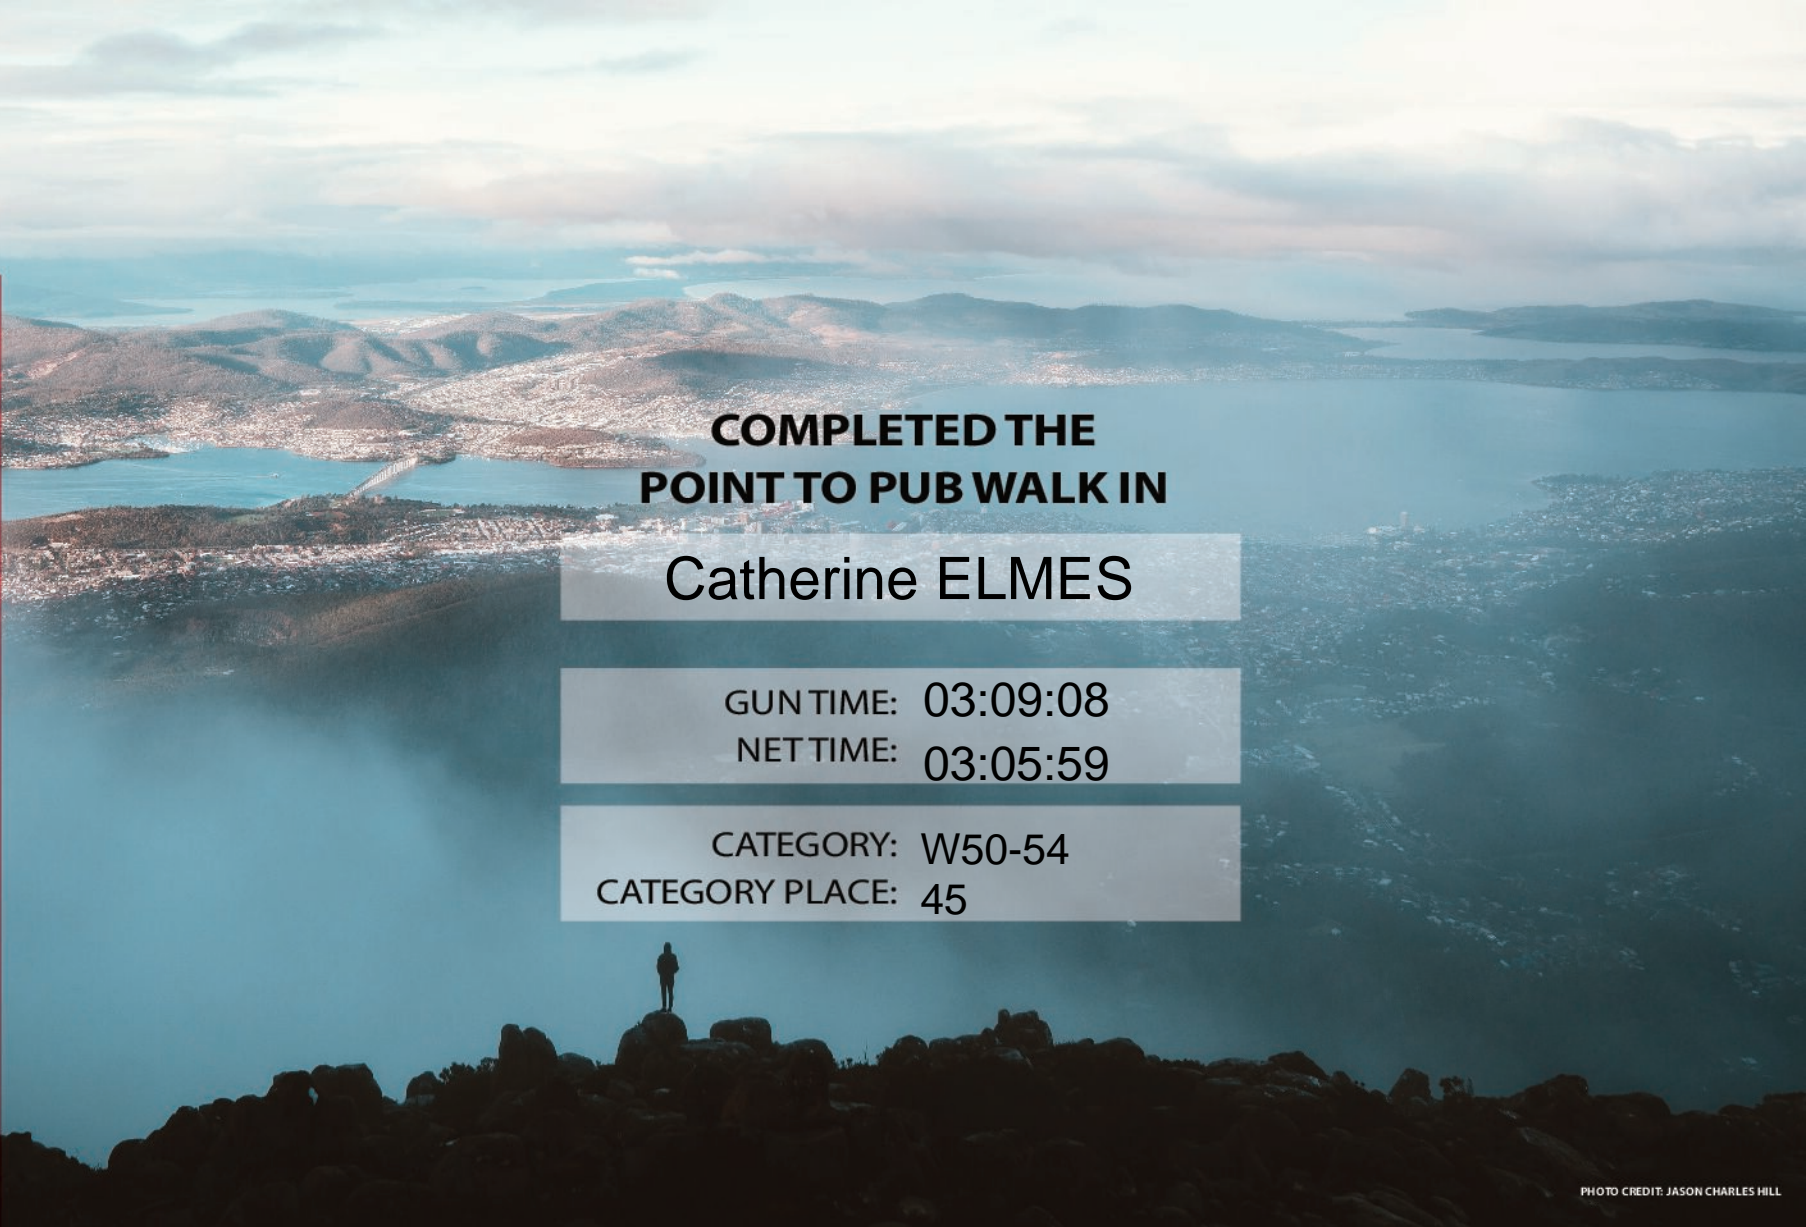 COMPLETED THE
POINT TO PUB WALK IN
Catherine ELMES
GUN TIME: 03:09:08
NET TIME: 03:05:59
CATEGORY: W50-54
CATEGORY PLACE: 45
PHOTO CREDIT: JASON CHARLES HILL